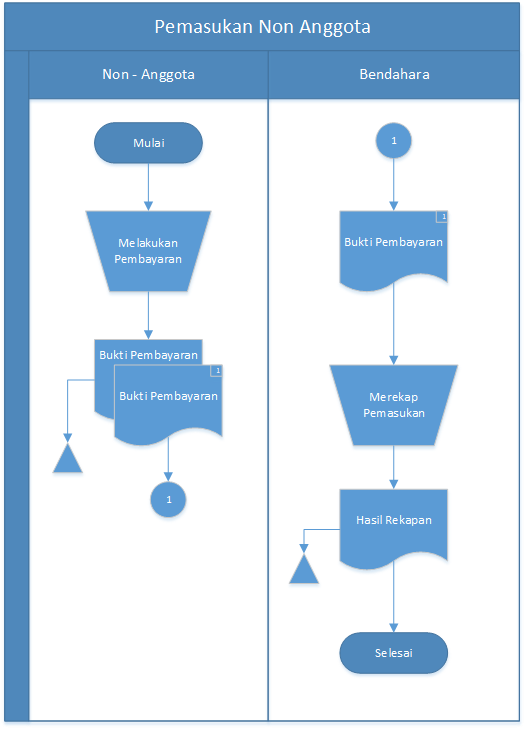 Pemasukan Non Anggota
Non - Anggota
Bendahara
Mulai
Melakukan
Pembayaran
Bukti Pembayaran
1
Bukti Pembayaran
1
1
1
Bukti Pembayaran
Merekap
Pemasukan
Hasil Rekapan
Selesai